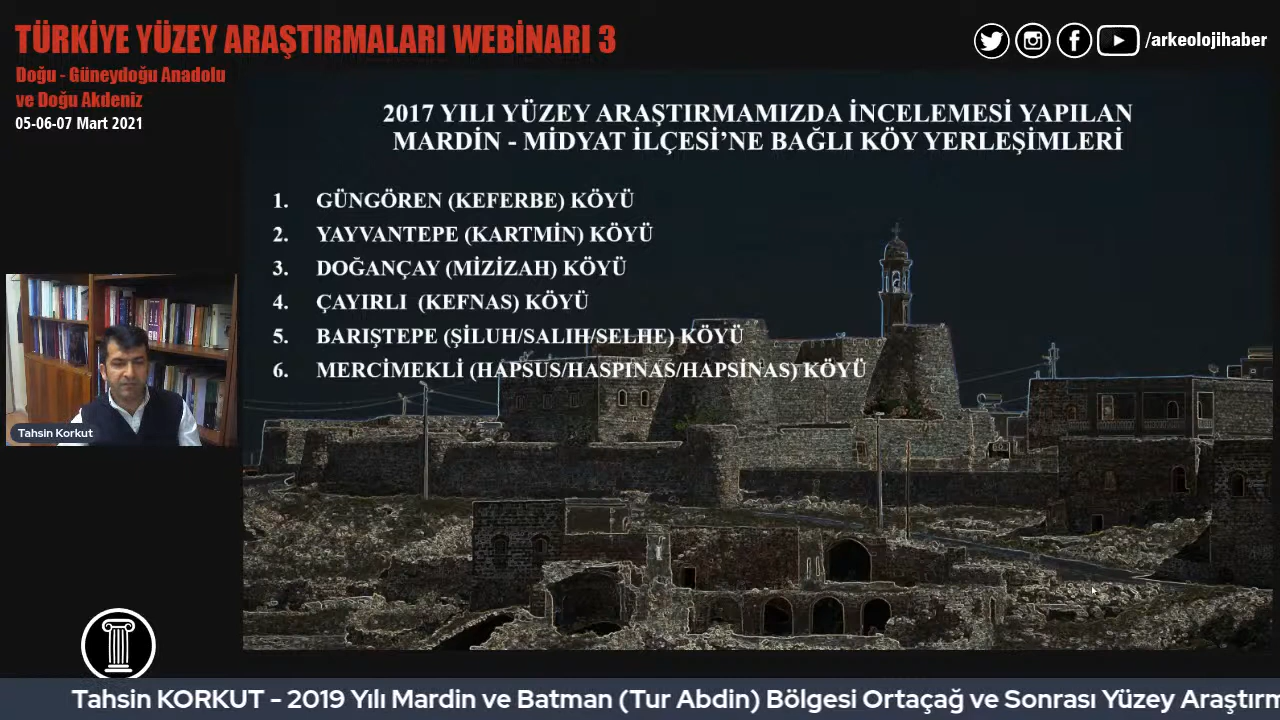 TÜRKİYE YÜZEY ARAŞTIRMALARI WEBİNARI 3
Doğu - Güneydoğu Anadolu
ve Doğu Akdeniz
05-06-07 Mart 2021
/arkeolojihaber
2017 YILI YÜZEY ARAŞTIRMAMIZDA İNCELEMESİ YAPILAN
MARDİN - MİDYAT İLÇESİ'NE BAĞLI KÖY YERLEŞİMLERİ
1. GÜNGÖREN (KEFERBE) KÖYÜ
2. YAYVANTEPE (KARTMİN) KÖYÜ
3. DOĞANÇAY (MİZİZAH) KÖYÜ
4. ÇAYIRLI (KEFNAS) KÖYÜ
5. BARIŞTEPE (ŞİLUH/SALIH/SELHE) KÖYÜ
6. MERCİMEKLİ (HAPSUS/HASPINAS/HAPSİNAS) KÖYÜ
Tahsin Korkut
Tahsin KORKUT - 2019 Yılı Mardin ve Batman (Tur Abdin) Bölgesi Ortaçağ ve Sonrası Yüzey Araştırm